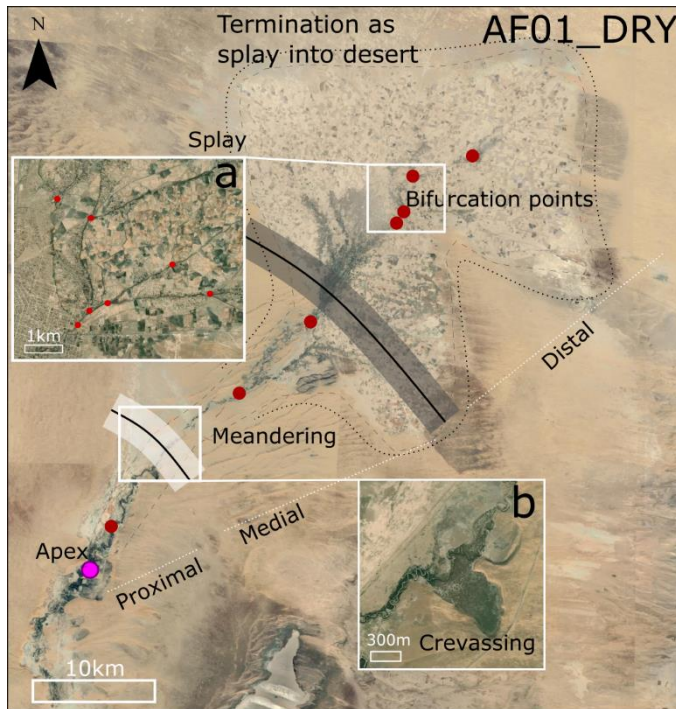 AF01_DRY
N
Termination as
splay into desert
Splay
a
Bifurcation points
1km
Distal
Meandering
Medial
b
Apex
Proximal
300m
Crevassing
10km